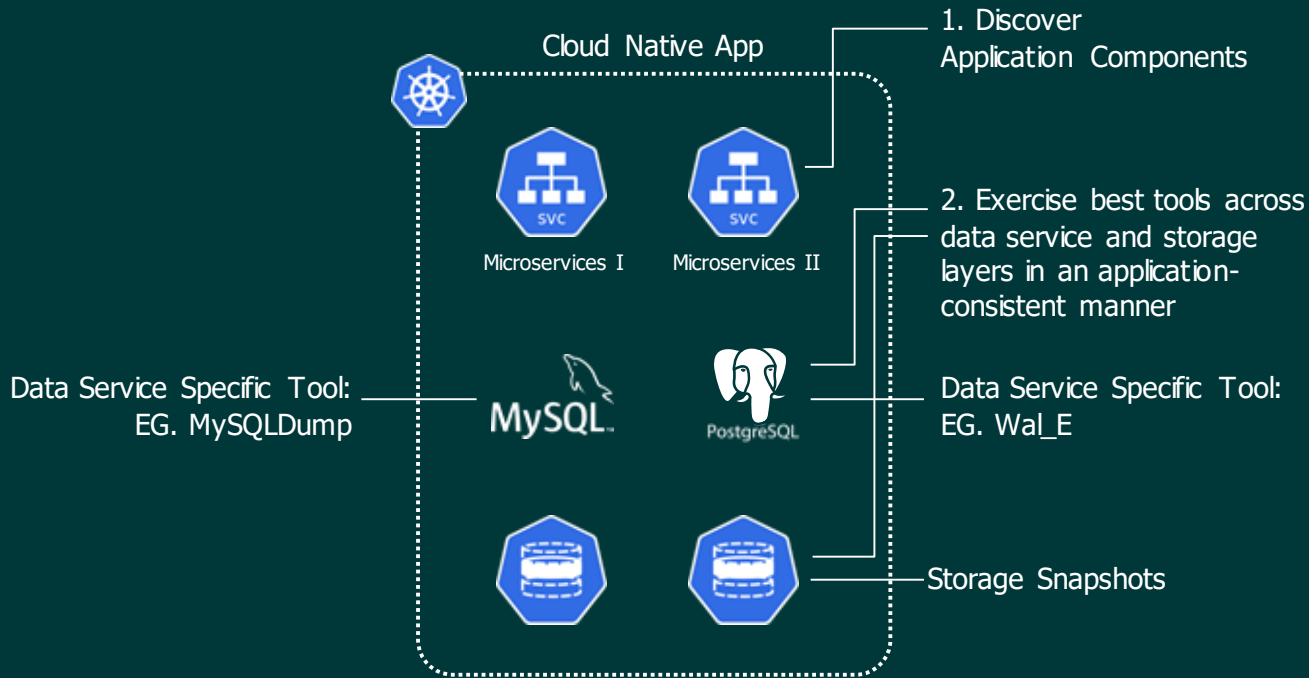 Cloud Native App
1. Discover
Application Components
svc
svc
Microservices I
Microservices II
2. Exercise best tools across
data service and storage
layers in an application-
consistent manner
Data Service Specific Tool:
EG. MySQLDump
MySQL™
PostgreSQL
Data Service Specific Tool:
EG. Wal_E
Storage Snapshots